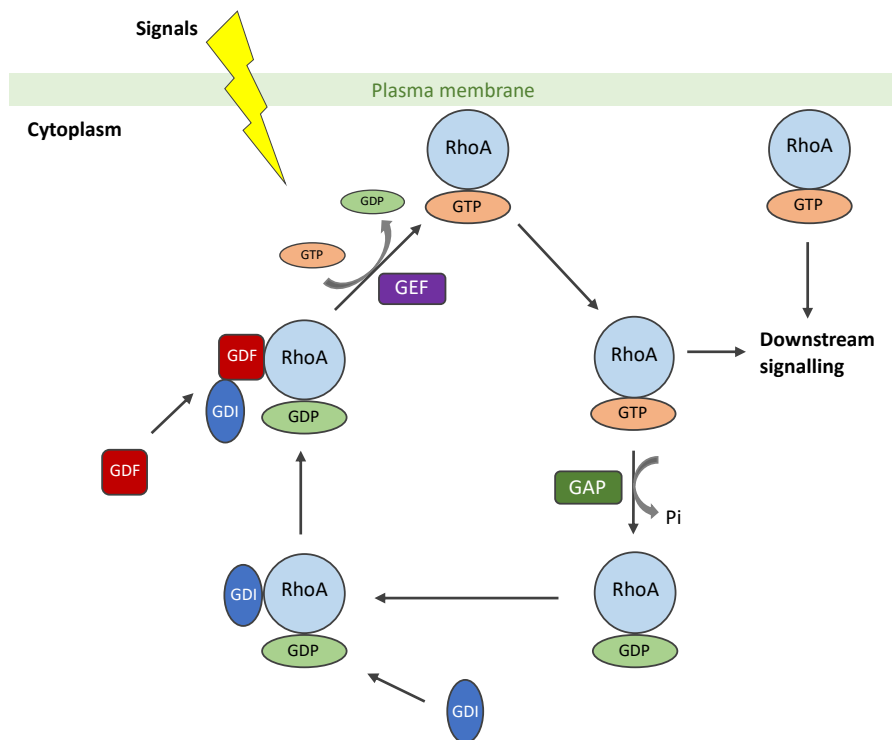 Signals
Plasma membrane
Cytoplasm
RhoA
RhoA
GDP
GTP
GTP
GTP
GEF
GDF
RhoA
RhoA
Downstream
signalling
GDI
GDP
GTP
GDF
GAP
Pi
GDI
RhoA
RhoA
GDP
GDP
GDI